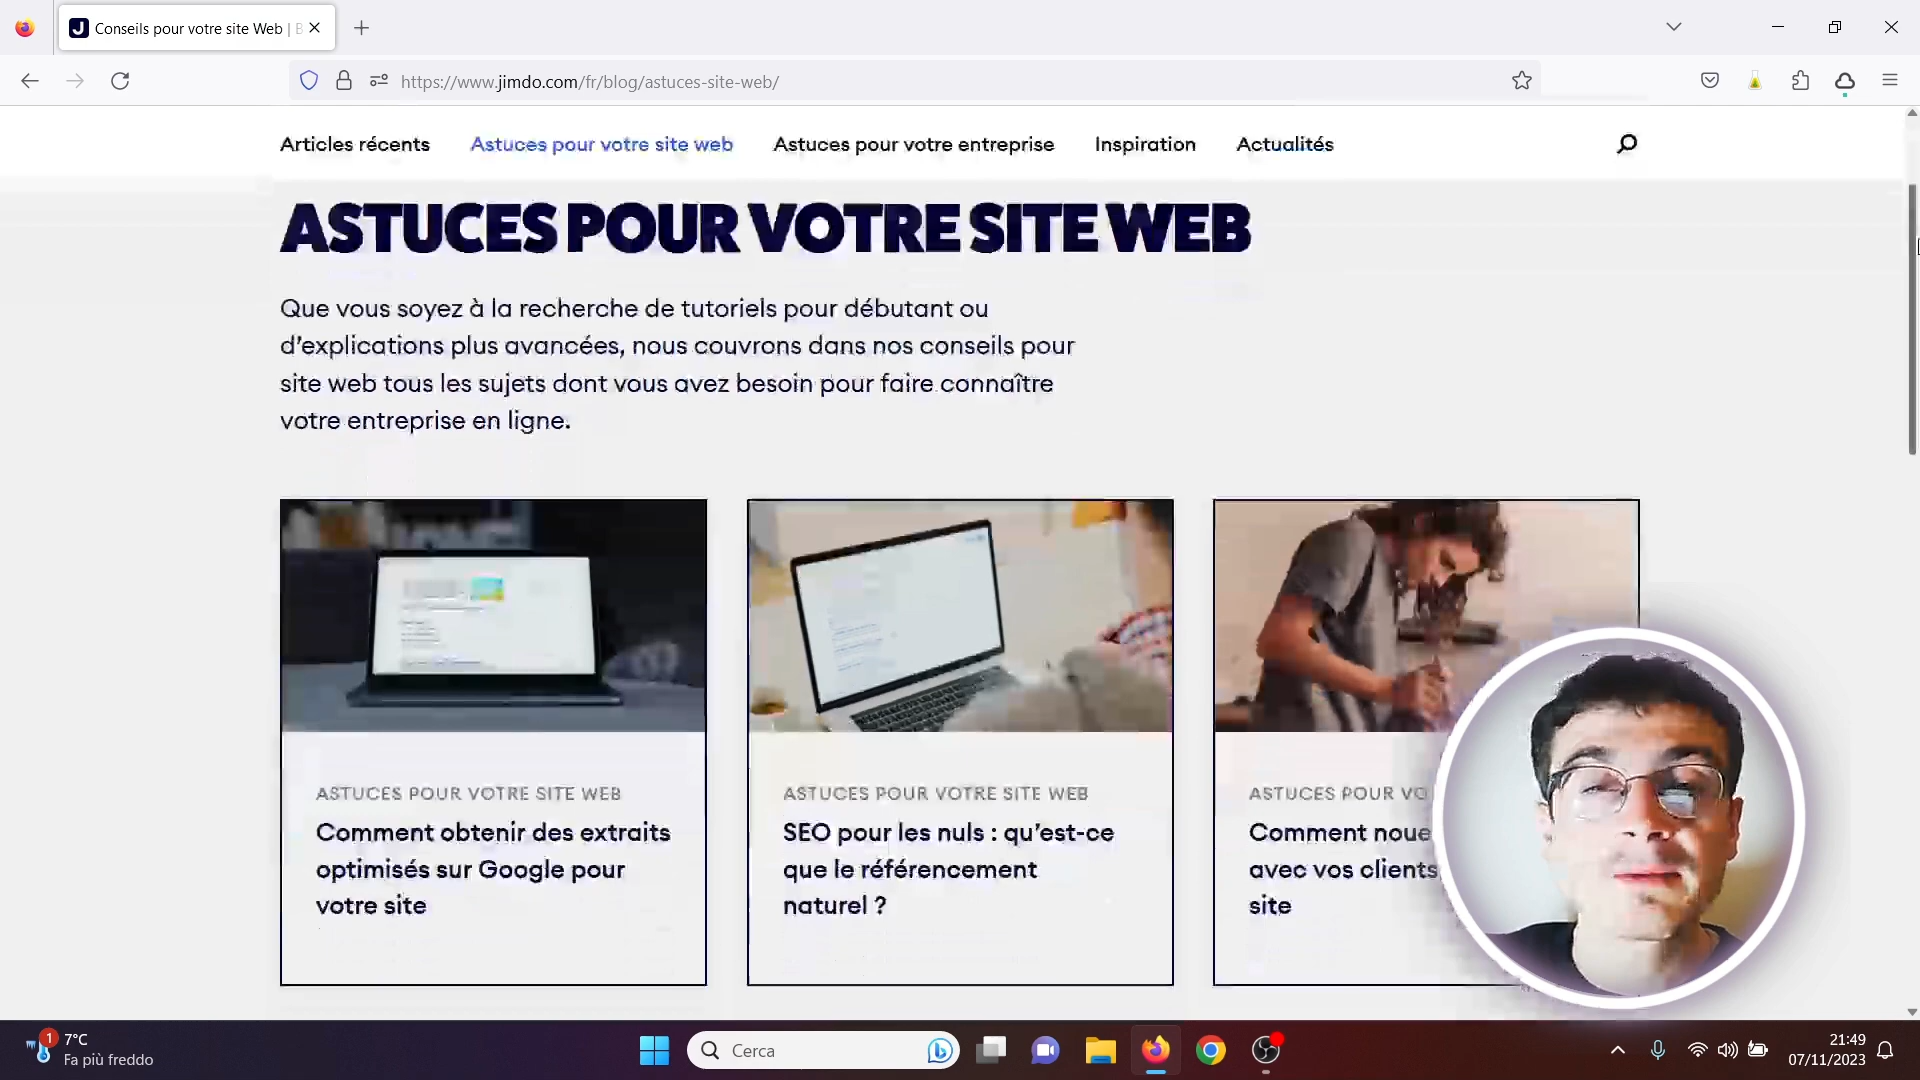 Conseils pour votre site Web | B
https://www.jimdo.com/fr/blog/astuces-site-web/
Articles récents
Astuces pour votre site web
Astuces pour votre entreprise
Inspiration
Actualités
ASTUCES POUR VOTRE SITE WEB
Que vous soyez à la recherche de tutoriels pour débutant ou
d'explications plus avancées, nous couvrons dans nos conseils pour
site web tous les sujets dont vous avez besoin pour faire connaître
votre entreprise en ligne.
ASTUCES POUR VOTRE SITE WEB
Comment obtenir des extraits
optimisés sur Google pour
votre site
ASTUCES POUR VOTRE SITE WEB
SEO pour les nuls : qu'est-ce
que le référencement
naturel ?
ASTUCES POUR VO
Comment noue
avec vos clients
site
1
7°C
Fa più freddo
Cerca
21:49
07/11/2023